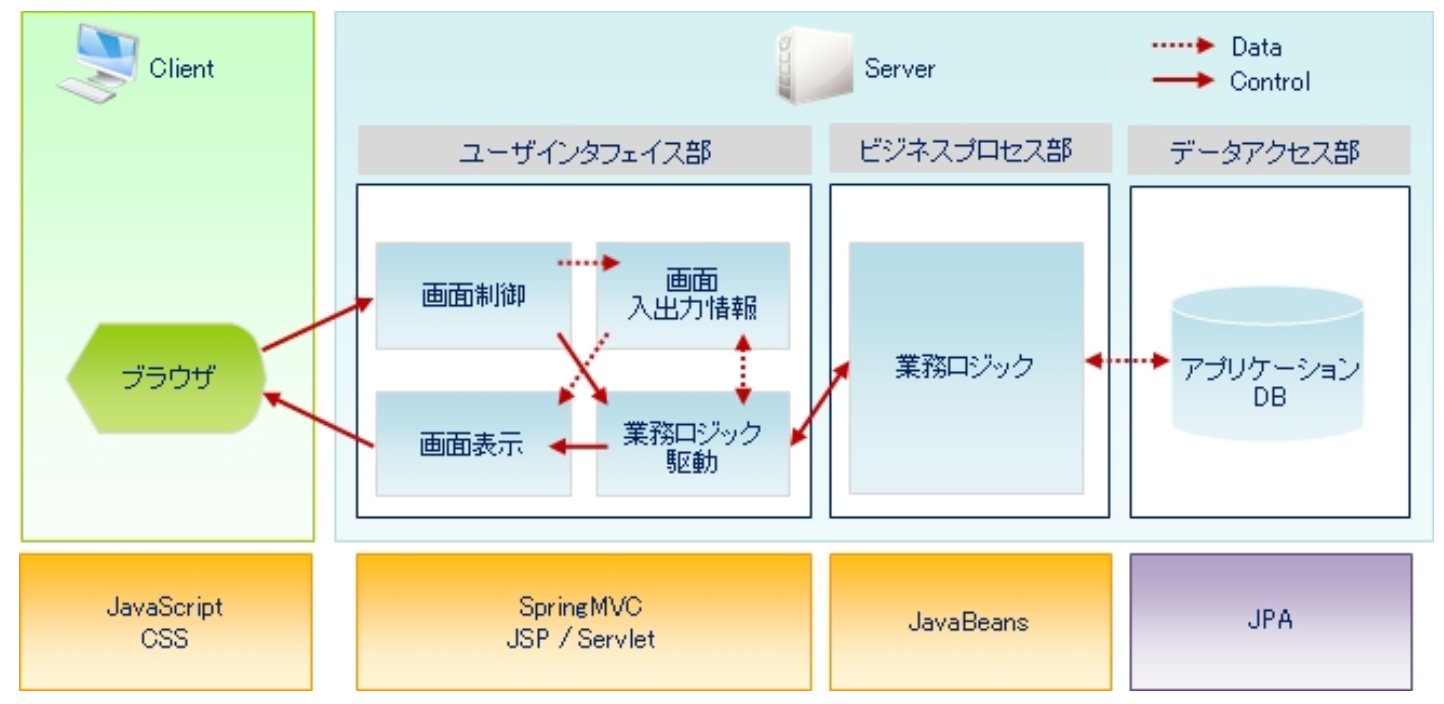 Client
Server
Data
Control
ユーザインタフェイス部
ビジネスプロセス部
データアクセス部
画面制御
画面
入出力情報
業務ロジック
ブラウザ
アプリケーション
DB
画面表示
業務ロジック
駆動
JavaScript
CSS
SpringMVC
JSP / Servlet
JavaBeans
JPA